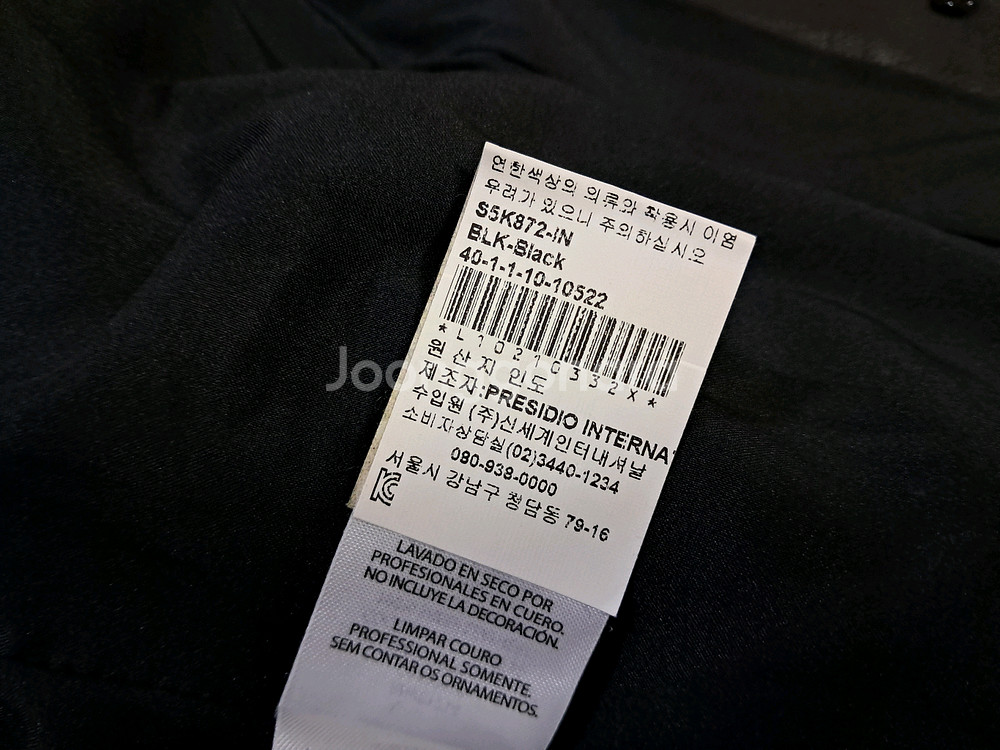 연한색상의 의류와 착용시 이염
우려가 있으니 주의하십시오
S5K872-IN
BLK-Black
40-1-1-10-10522
*L10210332X*
원산지 인도
제조자:PRESIDIO INTERNA
수입원 (주)신세계인터내셔날
소비자상담실(02)3440-1234
080-938-0000
서울시 강남구 청담동 79-16
LAVADO EN SECO POR
PROFESIONALES EN CUERO.
NO INCLUYE LA DECORACIÓN.
LIMPAR COURO
PROFESSIONAL SOMENTE.
SEM CONTAR OS ORNAMENTOS.